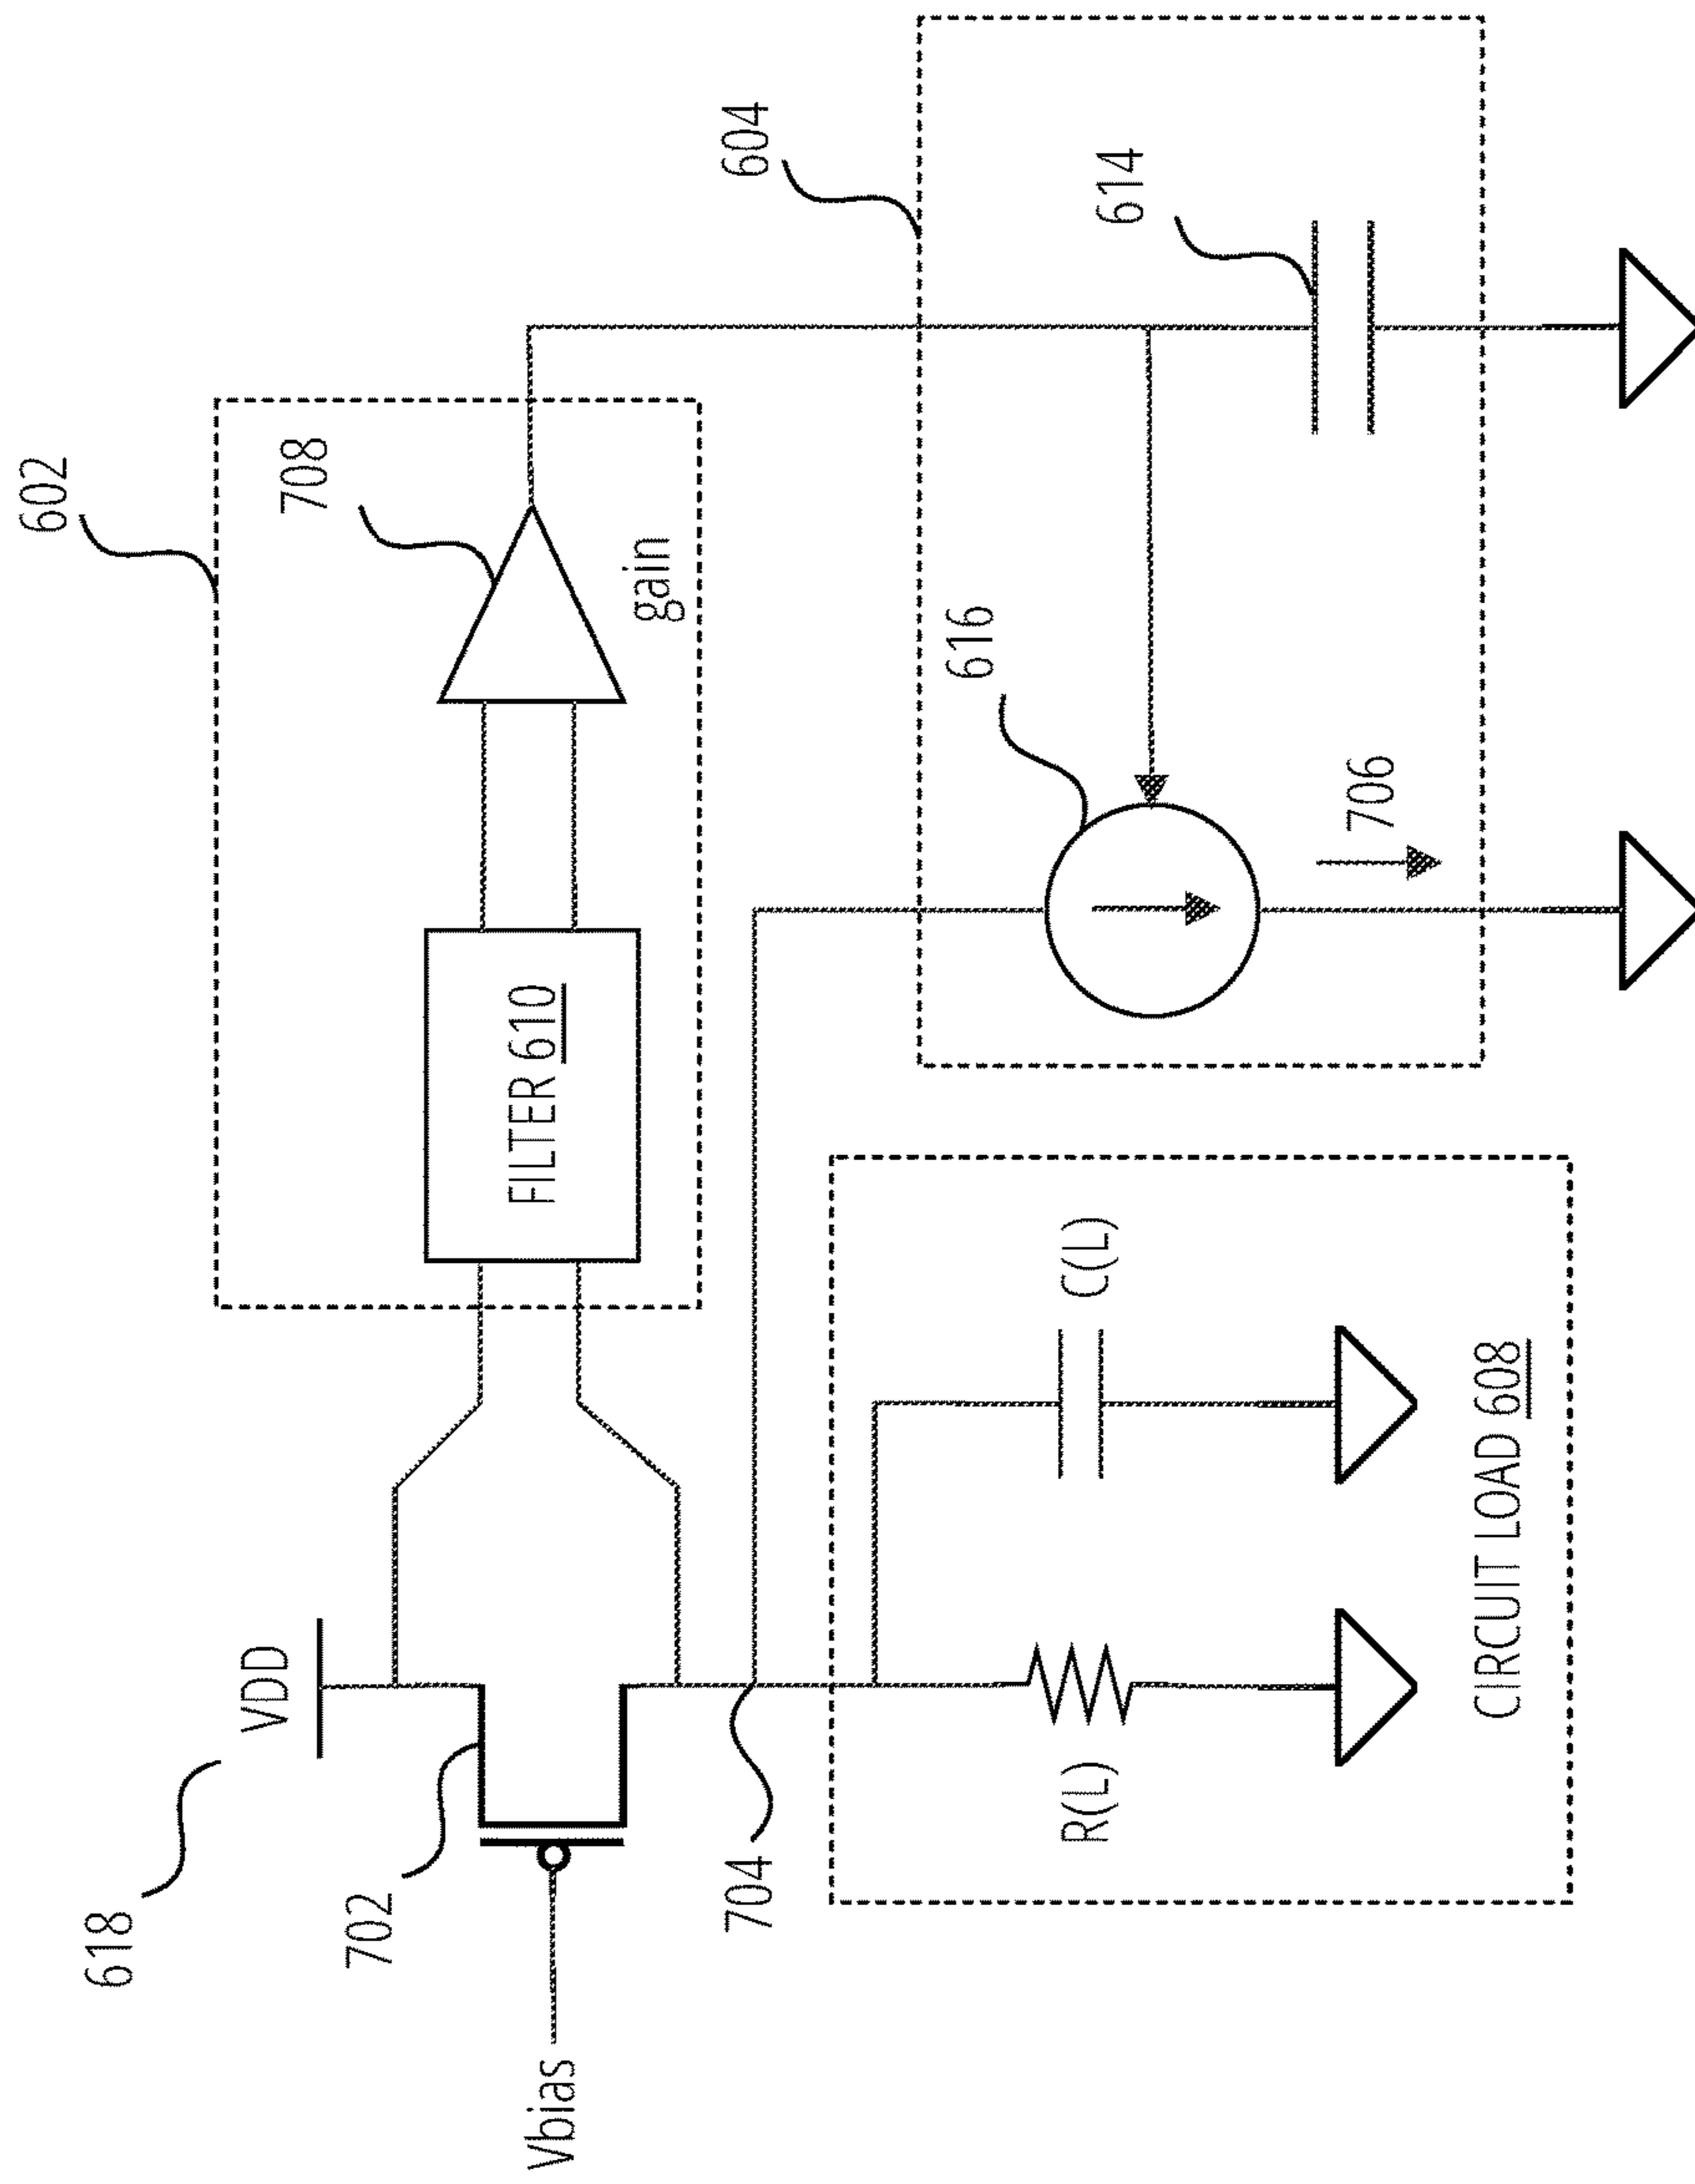 602
708
gain
604
614
616
706
FILTER 610
618
VDD
702
Vbias
704
R(L)
C(L)
CIRCUIT LOAD 608